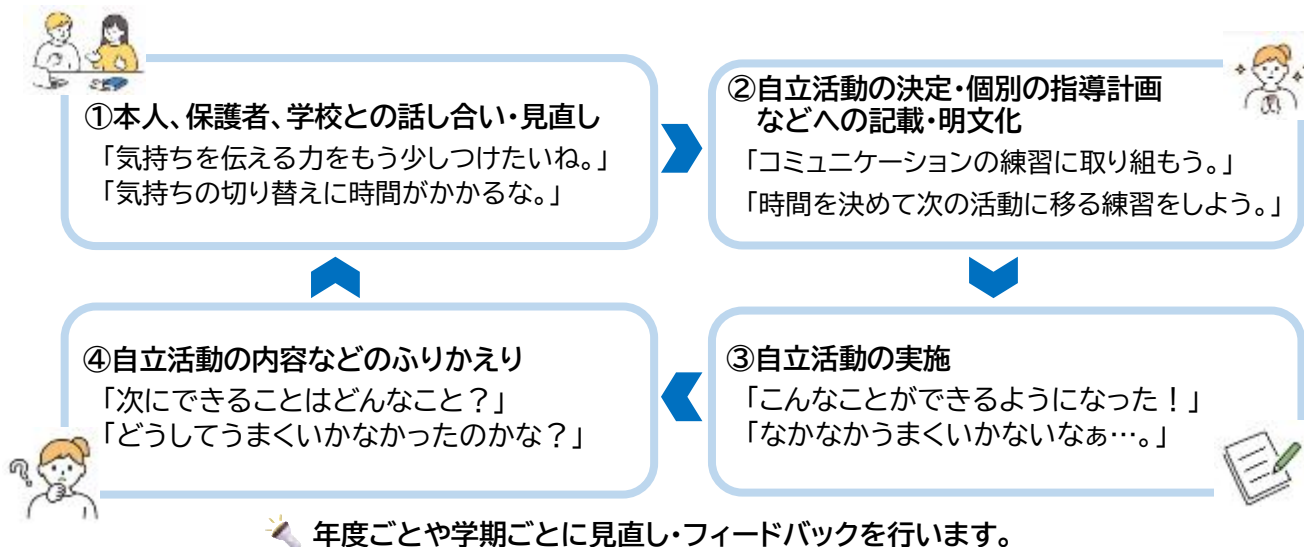 ①本人、保護者、学校との話し合い・見直し
「気持ちを伝える力をもう少しつけたいね。」
「気持ちの切り替えに時間がかかるな。」
②自立活動の決定・個別の指導計画
などへの記載・明文化
「コミュニケーションの練習に取り組もう。」
「時間を決めて次の活動に移る練習をしよう。」
③自立活動の実施
「こんなことができるようになった！」
「なかなかうまくいかないなぁ…。」
④自立活動の内容などのふりかえり
「次にできることはどんなこと？」
「どうしてうまくいかなかったのかな？」
年度ごとや学期ごとに見直し・フィードバックを行います。